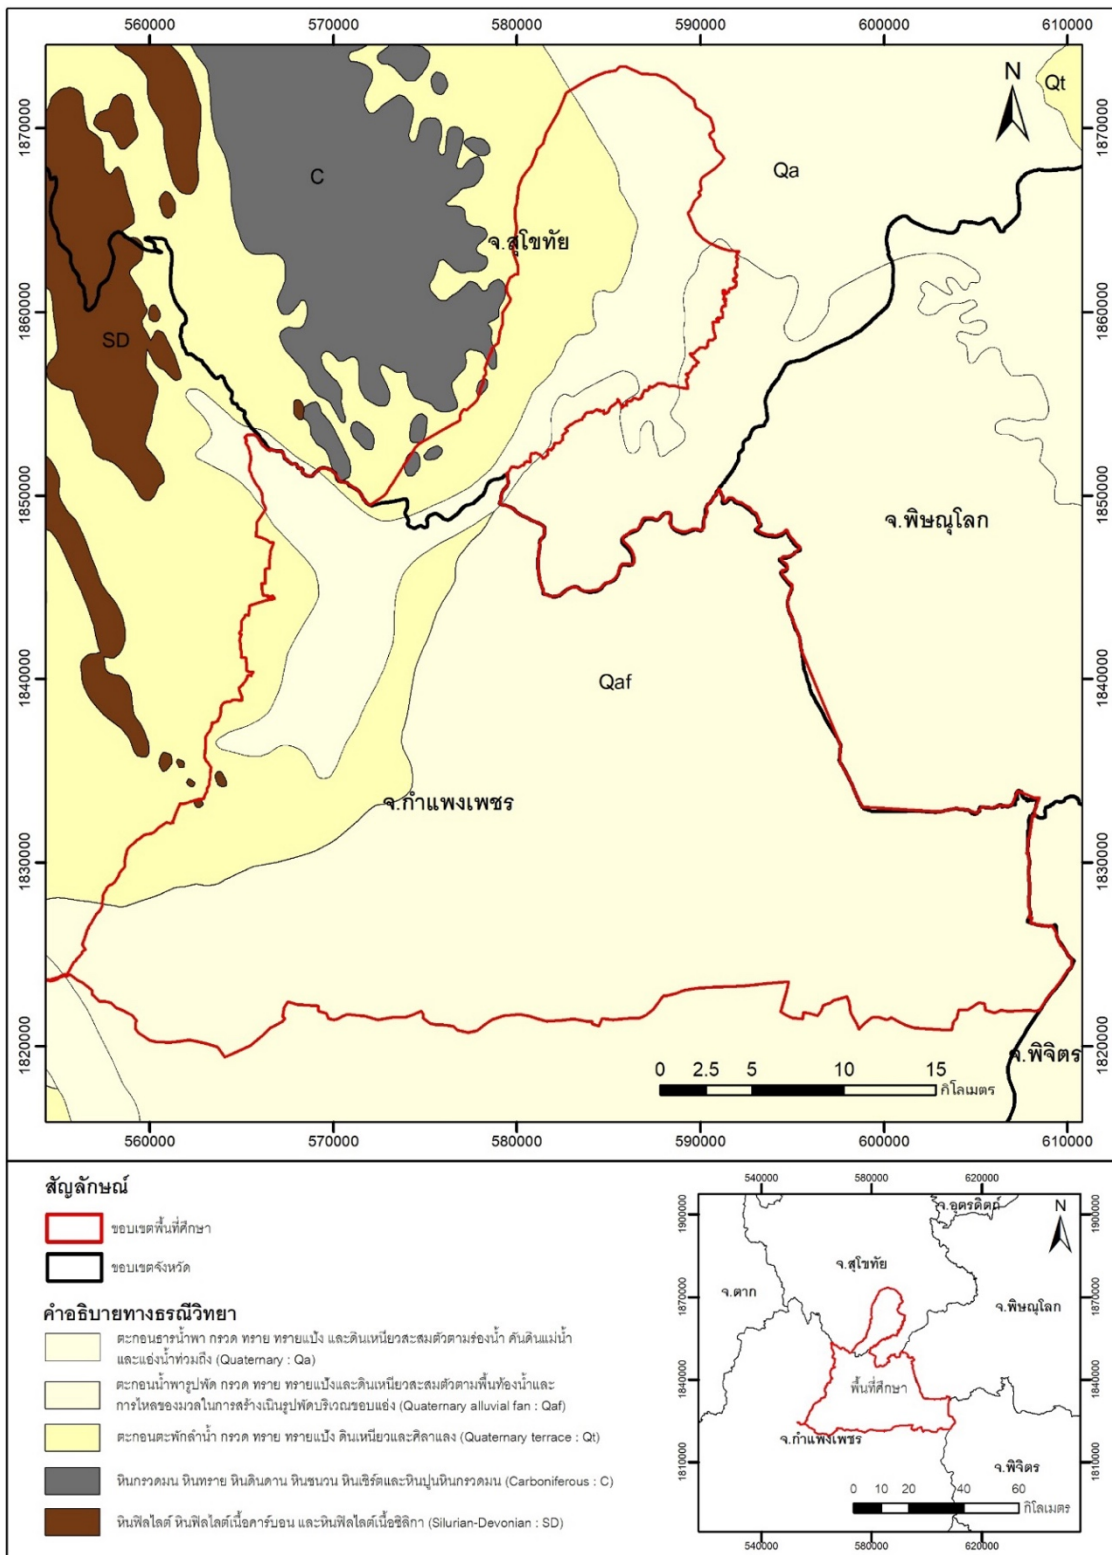 560000 570000 580000 590000 600000 610000
N
Qt
1870000 1870000
Qa
C
จ.สุโขทัย
1860000 1860000
SD
1850000 1850000
จ.พิษณุโลก
1840000 1840000
Qaf
จ.กำแพงเพชร
1830000 1830000
1820000 1820000
จ.พิจิตร
0 2.5 5 10 15
กิโลเมตร
560000 570000 580000 590000 600000 610000
สัญลักษณ์
ขอบเขตพื้นที่ศึกษา
ขอบเขตจังหวัด
คำอธิบายทางธรณีวิทยา
ตะกอนธารน้ำพา กรวด ทราย ทรายแป้ง และดินเหนียวสะสมตัวตามร่องน้ำ คันดินแม่น้ำ
และแอ่งน้ำท่วมถึง (Quaternary : Qa)
ตะกอนน้ำพารูปพัด กรวด ทราย ทรายแป้งและดินเหนียวสะสมตัวตามพื้นท้องน้ำและ
การไหลของมวลในการสร้างเนินรูปพัดบริเวณขอบแอ่ง (Quaternary alluvial fan : Qaf)
ตะกอนตะพักลำน้ำ กรวด ทราย ทรายแป้ง ดินเหนียวและศิลาแลง (Quaternary terrace : Qt)
หินกรวดมน หินทราย หินดินดาน หินชนวน หินเชิร์ตและหินปูนหินกรวดมน (Carboniferous : C)
หินฟิลไลต์ หินฟิลไลต์เนื้อคาร์บอน และหินฟิลไลต์เนื้อซิลิกา (Silurian-Devonian : SD)
540000 580000 620000
จ.อุตรดิตถ์
N
1900000 1900000
จ.สุโขทัย
จ.ตาก
จ.พิษณุโลก
1870000 1870000
พื้นที่ศึกษา
1840000 1840000
จ.กำแพงเพชร
จ.พิจิตร
1810000 1810000
0 10 20 40 60
กิโลเมตร
540000 580000 620000